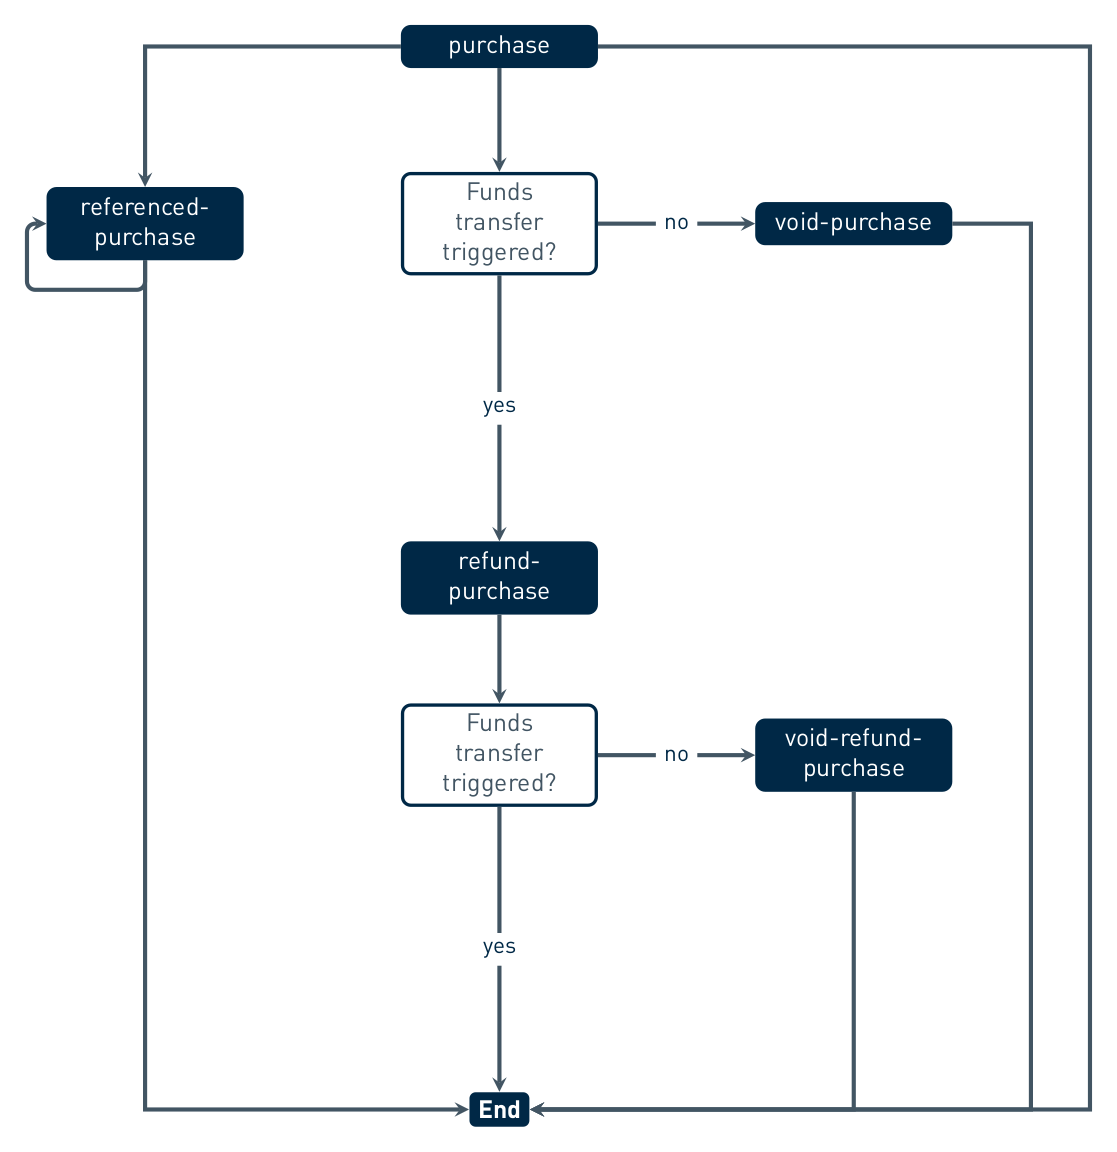 purchase
referenced-
purchase
Funds
transfer
triggered?
no
void-purchase
yes
refund-
purchase
Funds
transfer
triggered?
no
void-refund-
purchase
yes
End